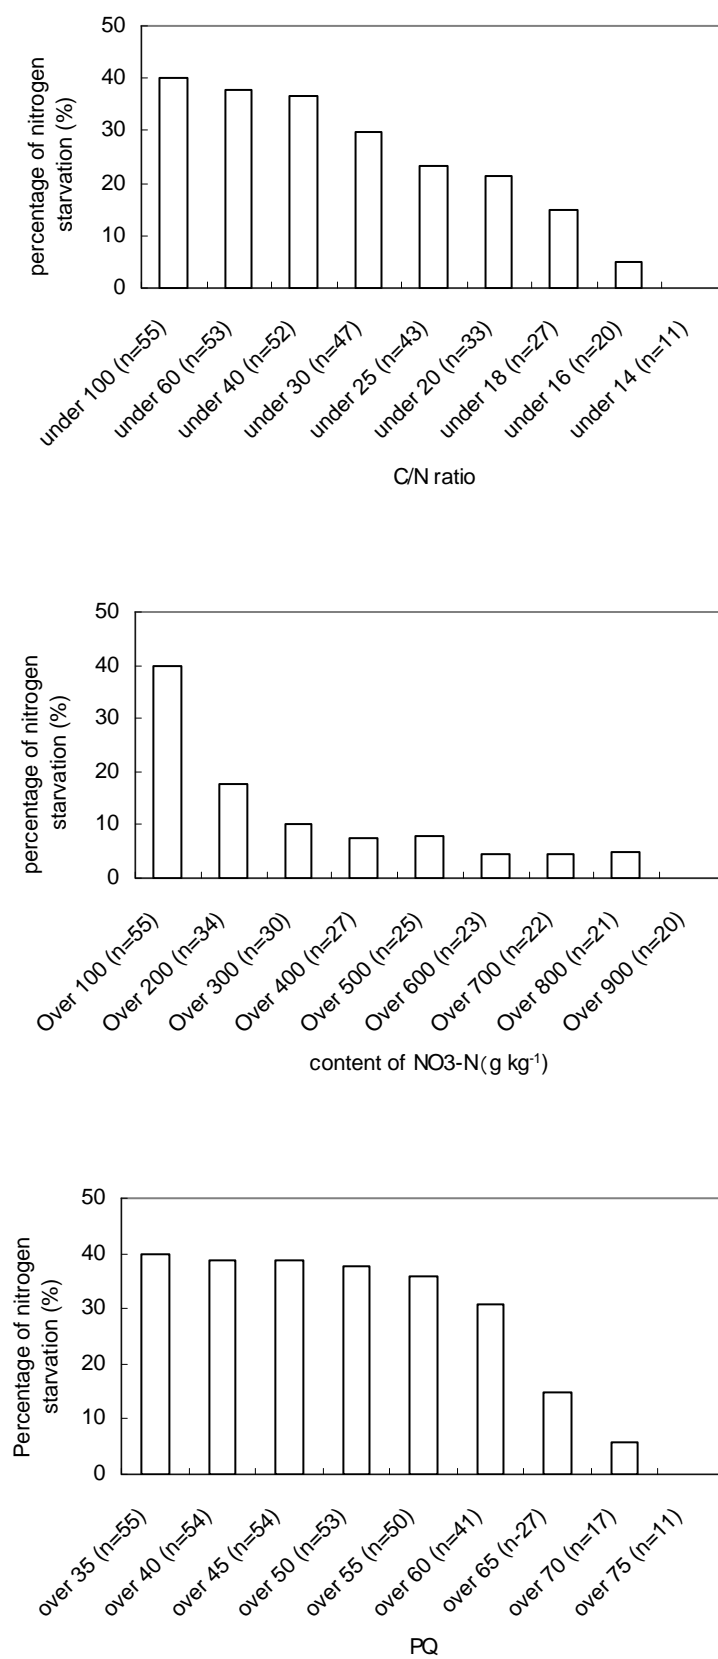 percentage of nitrogen
starvation (%)
50
40
30
20
10
0
under 100 (n=55)
under 60 (n=53)
under 40 (n=52)
under 30 (n=47)
under 25 (n=43)
under 20 (n=33)
under 18 (n=27)
under 16 (n=20)
under 14 (n=11)
C/N ratio
percentage of nitrogen
starvation (%)
50
40
30
20
10
0
Over 100 (n=55)
Over 200 (n=34)
Over 300 (n=30)
Over 400 (n=27)
Over 500 (n=25)
Over 600 (n=23)
Over 700 (n=22)
Over 800 (n=21)
Over 900 (n=20)
content of NO3-N(g kg⁻¹)
Percentage of nitrogen
starvation (%)
50
40
30
20
10
0
over 35 (n=55)
over 40 (n=54)
over 45 (n=54)
over 50 (n=53)
over 55 (n=50)
over 60 (n=41)
over 65 (n-27)
over 70 (n=17)
over 75 (n=11)
PQ